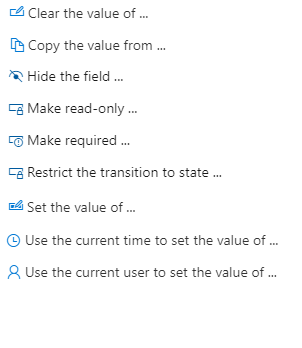 Clear the value of ...
Copy the value from ...
Hide the field ...
Make read-only ...
Make required ...
Restrict the transition to state ...
Set the value of ...
Use the current time to set the value of ...
Use the current user to set the value of ...